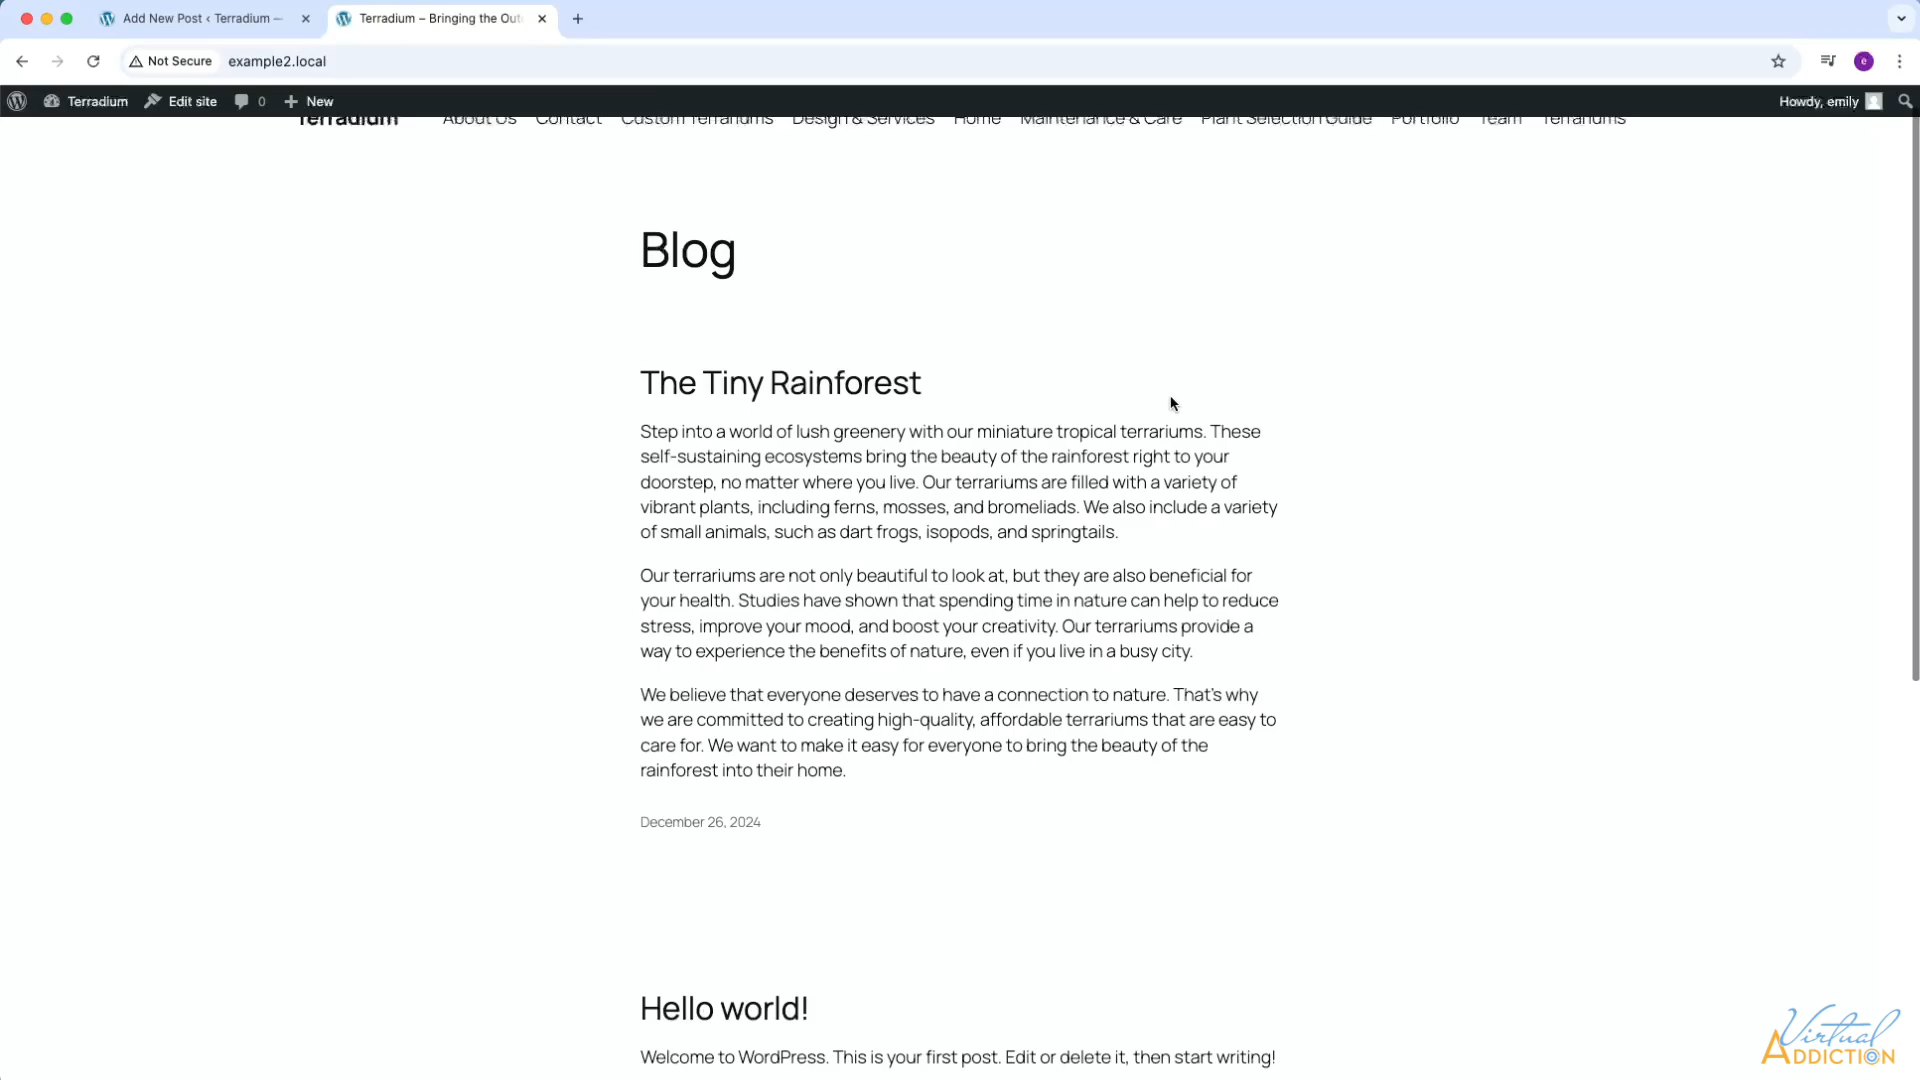 Add New Post ‹ Terradium —
Terradium – Bringing the Out
Not Secure example2.local
e
Terradium Edit site 0 New Howdy, emily
Terradium About Us Contact Custom Terrariums Design & Services Home Maintenance & Care Plant Selection Guide Portfolio Team Terrariums
Blog
The Tiny Rainforest
Step into a world of lush greenery with our miniature tropical terrariums. These
self-sustaining ecosystems bring the beauty of the rainforest right to your
doorstep, no matter where you live. Our terrariums are filled with a variety of
vibrant plants, including ferns, mosses, and bromeliads. We also include a variety
of small animals, such as dart frogs, isopods, and springtails.
Our terrariums are not only beautiful to look at, but they are also beneficial for
your health. Studies have shown that spending time in nature can help to reduce
stress, improve your mood, and boost your creativity. Our terrariums provide a
way to experience the benefits of nature, even if you live in a busy city.
We believe that everyone deserves to have a connection to nature. That’s why
we are committed to creating high-quality, affordable terrariums that are easy to
care for. We want to make it easy for everyone to bring the beauty of the
rainforest into their home.
December 26, 2024
Hello world!
Welcome to WordPress. This is your first post. Edit or delete it, then start writing!
Virtual
ADDICTION